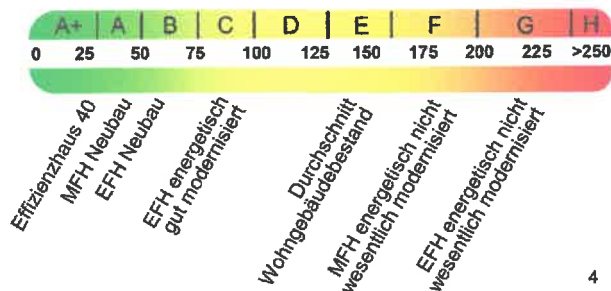 A+ A B C D E F G H
0 25 50 75 100 125 150 175 200 225 >250
Effizienzhaus 40
MFH Neubau
EFH Neubau
EFH energetisch
gut modernisiert
Durchschnitt
Wohngebäudebestand
MFH energetisch nicht
wesentlich modernisiert
EFH energetisch nicht
wesentlich modernisiert
4